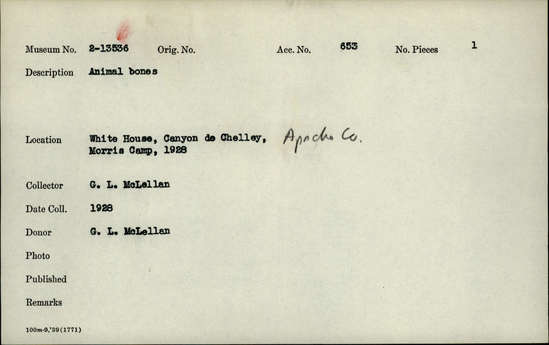 Museum No. 2-13536 Orig. No. Acc. No. 653 No. Pieces 1
Description Animal bones
Location White House, Canyon de Chelley, Apache Co.
Morris Camp, 1928
Collector G. L. McLellan
Date Coll. 1928
Donor G. L. McLellan
Photo
Published
Remarks
100m-9,'39(1771)